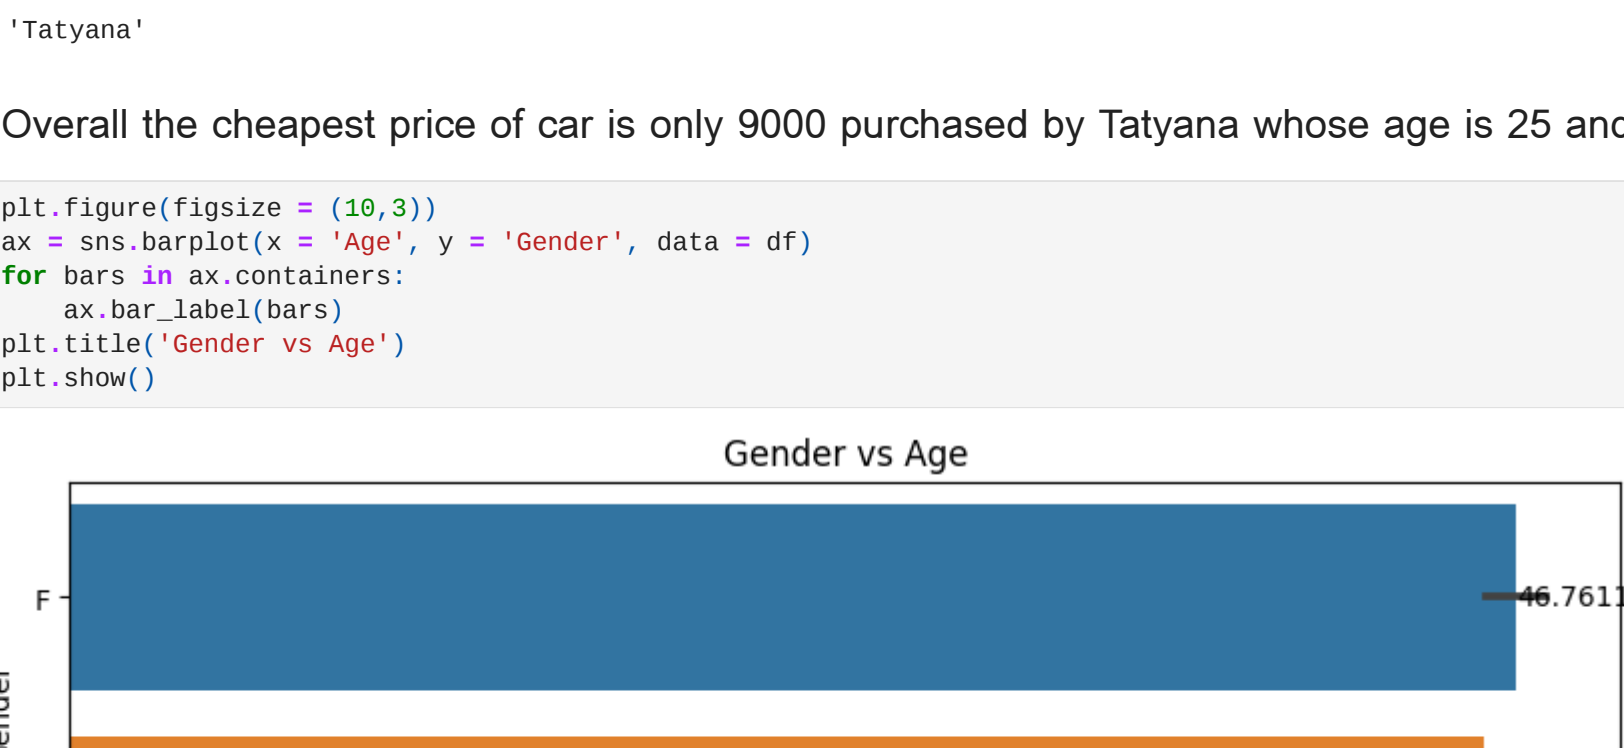 'Tatyana'
Overall the cheapest price of car is only 9000 purchased by Tatyana whose age is 25 and
plt.figure(figsize = (10,3))
ax = sns.barplot(x = 'Age', y = 'Gender', data = df)
for bars in ax.containers:
    ax.bar_label(bars)
plt.title('Gender vs Age')
plt.show()
Gender vs Age
F
46.7611